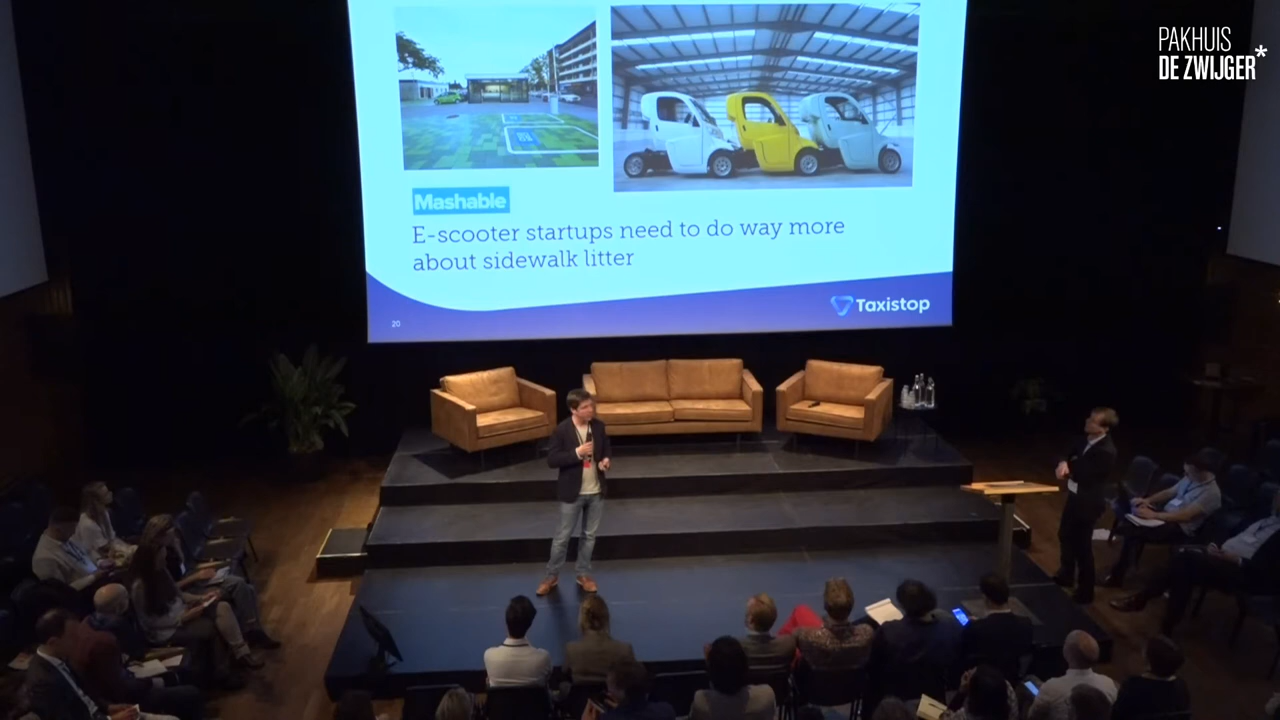 PAKHUIS
DE ZWIJGER*
Mashable
E-scooter startups need to do way more
about sidewalk litter
20
Taxistop